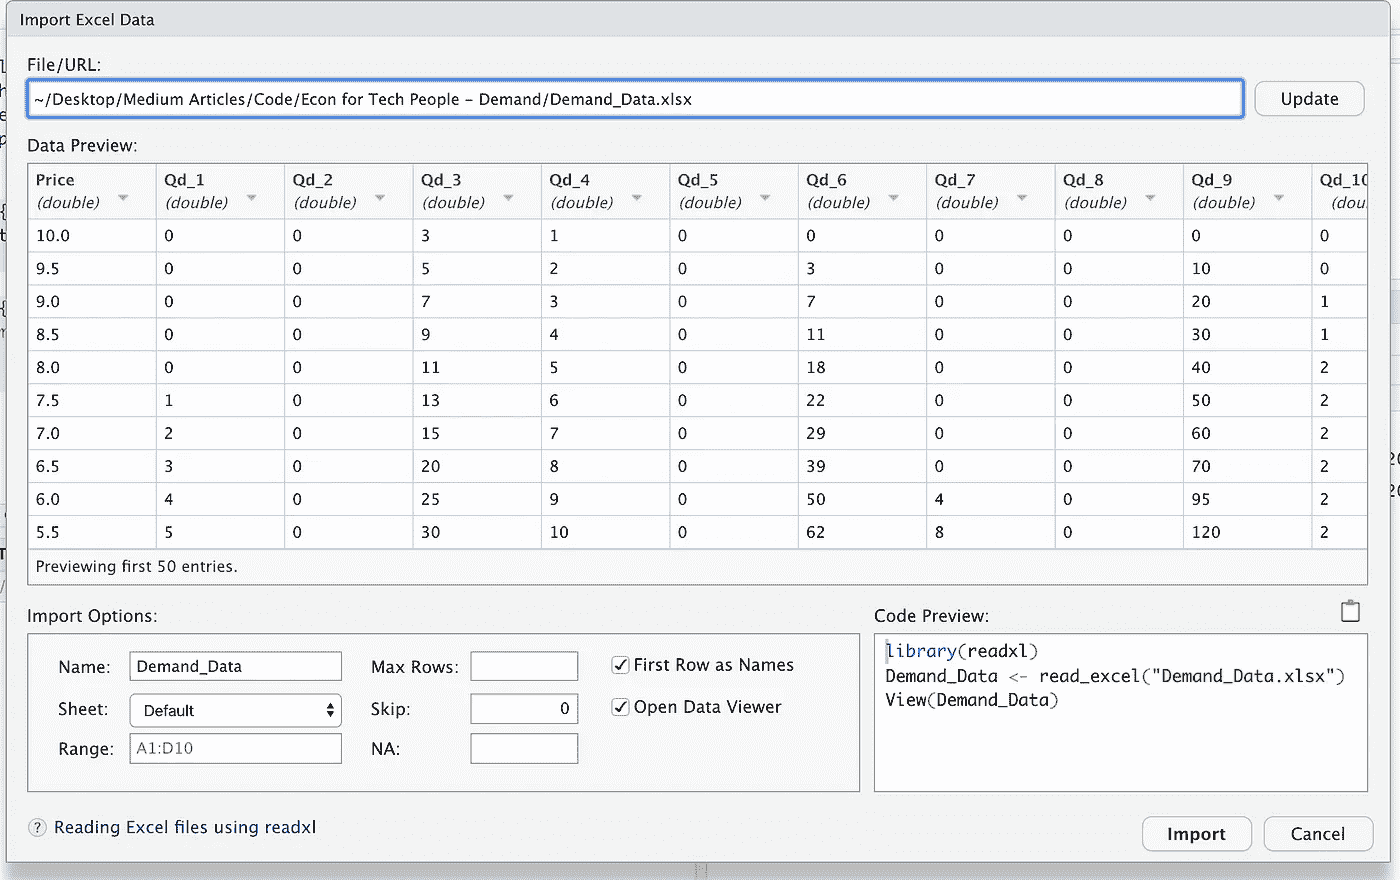 Import Excel Data
File/URL:
~/Desktop/Medium Articles/Code/Econ for Tech People - Demand/Demand_Data.xlsx
Update
Data Preview:
Price Qd_1 Qd_2 Qd_3 Qd_4 Qd_5 Qd_6 Qd_7 Qd_8 Qd_9 Qd_10
(double) (double) (double) (double) (double) (double) (double) (double) (double) (double) (dou
10.0 0 0 3 1 0 0 0 0 0 0
9.5 0 0 5 2 0 3 0 0 10 0
9.0 0 0 7 3 0 7 0 0 20 1
8.5 0 0 9 4 0 11 0 0 30 1
8.0 0 0 11 5 0 18 0 0 40 2
7.5 1 0 13 6 0 22 0 0 50 2
7.0 2 0 15 7 0 29 0 0 60 2
6.5 3 0 20 8 0 39 0 0 70 2
6.0 4 0 25 9 0 50 4 0 95 2
5.5 5 0 30 10 0 62 8 0 120 2
Previewing first 50 entries.
Import Options:
Name: Demand_Data Max Rows: First Row as Names
Sheet: Default Skip: 0 Open Data Viewer
Range: A1:D10 NA:
Code Preview:
library(readxl)
Demand_Data <- read_excel("Demand_Data.xlsx")
View(Demand_Data)
? Reading Excel files using readxl
Import Cancel